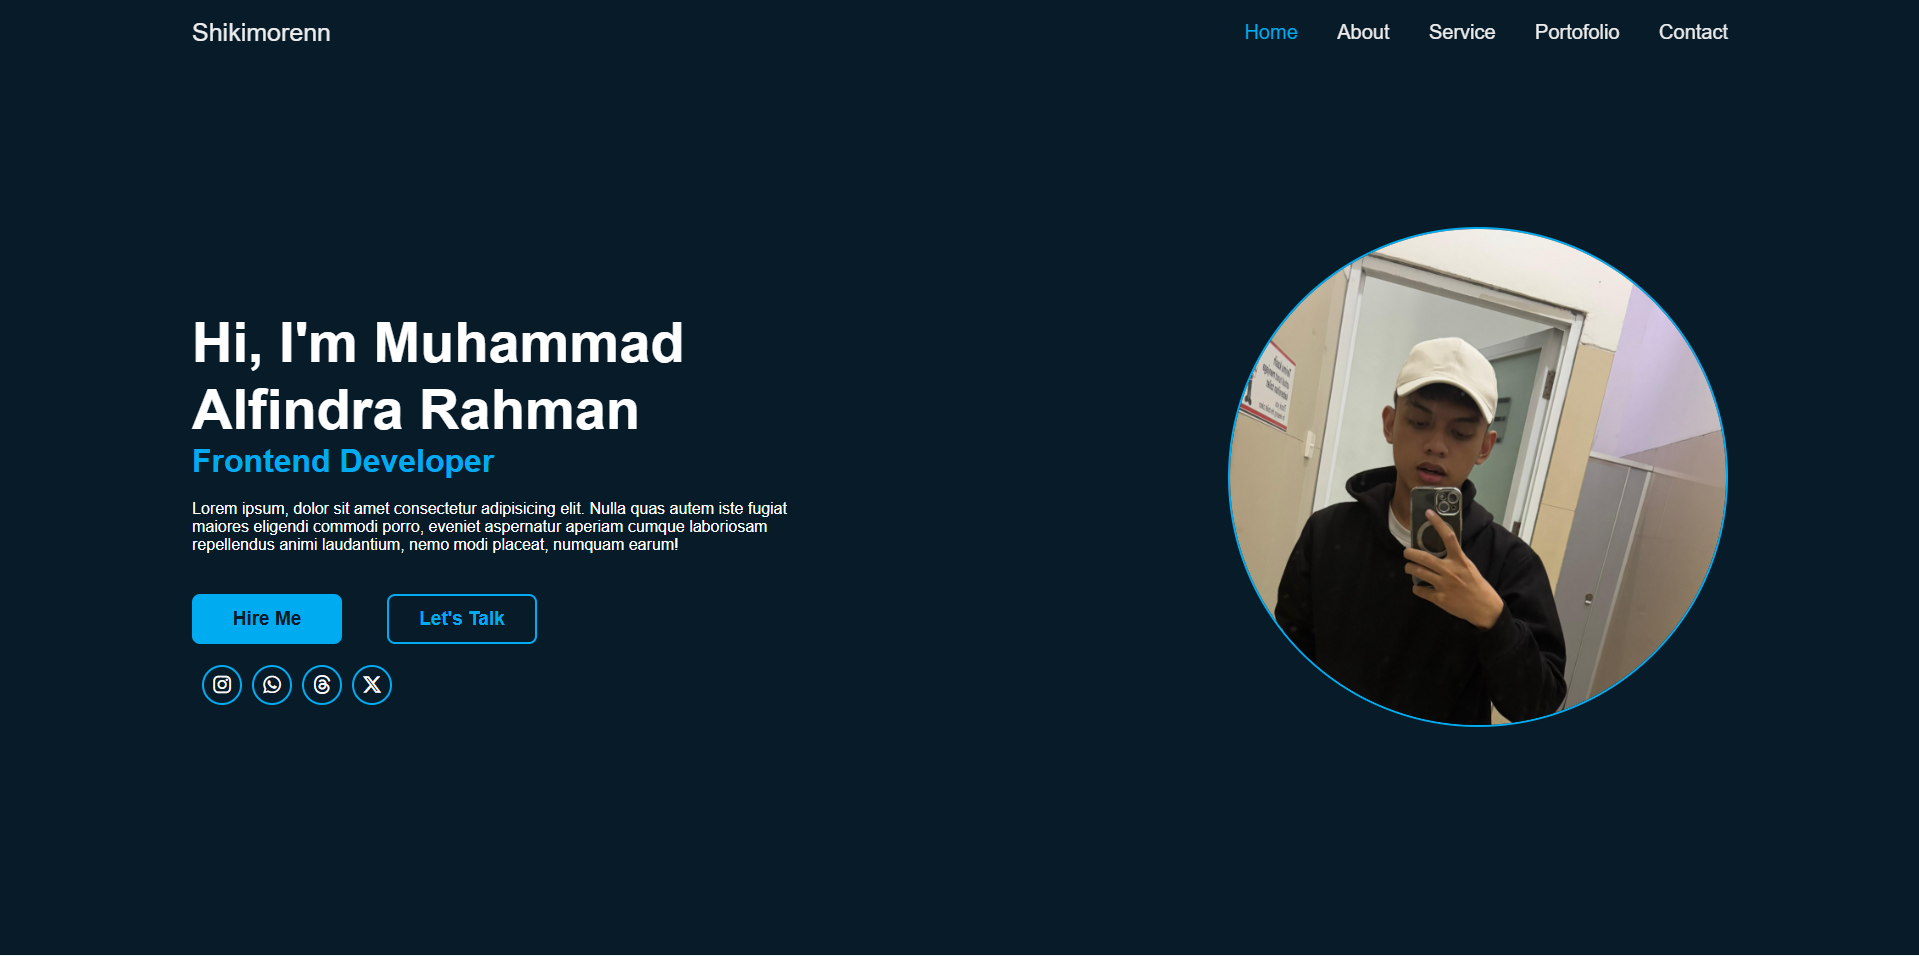 Shikimorenn
Home About Service Portofolio Contact
Hi, I'm Muhammad
Alfindra Rahman
Frontend Developer
Lorem ipsum, dolor sit amet consectetur adipisicing elit. Nulla quas autem iste fugiat
maiores eligendi commodi porro, eveniet aspernatur aperiam cumque laboriosam
repellendus animi laudantium, nemo modi placeat, numquam earum!
Hire Me Let's Talk